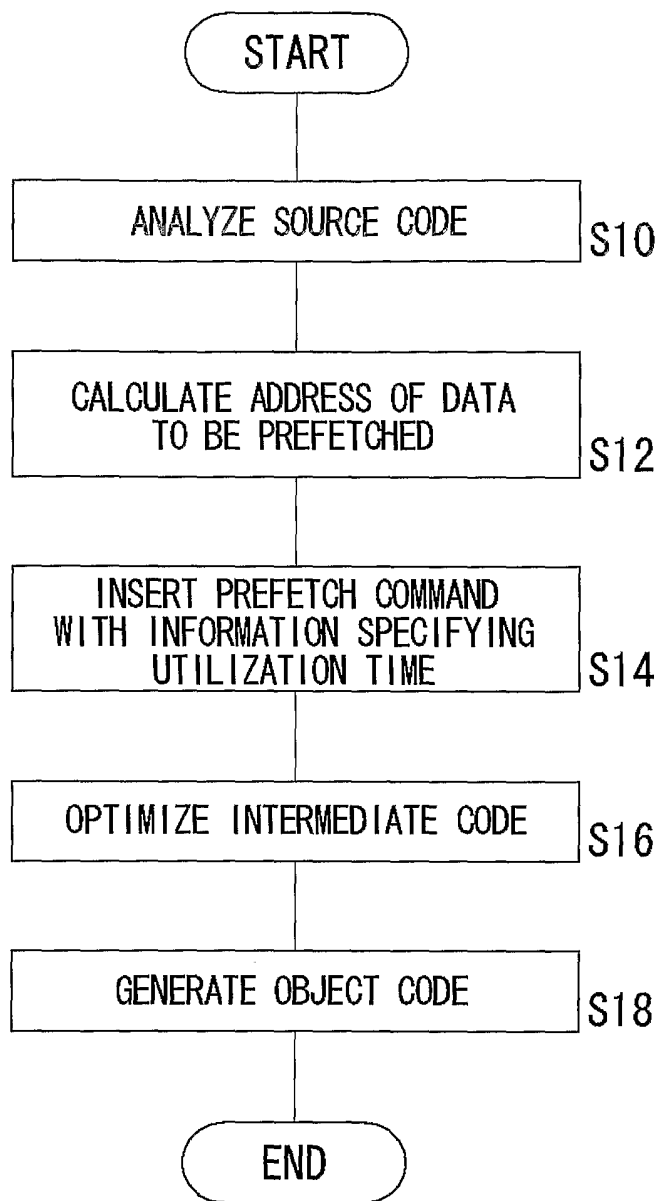 START
ANALYZE SOURCE CODE
S10
CALCULATE ADDRESS OF DATA
TO BE PREFETCHED
S12
INSERT PREFETCH COMMAND
WITH INFORMATION SPECIFYING
UTILIZATION TIME
S14
OPTIMIZE INTERMEDIATE CODE
S16
GENERATE OBJECT CODE
S18
END